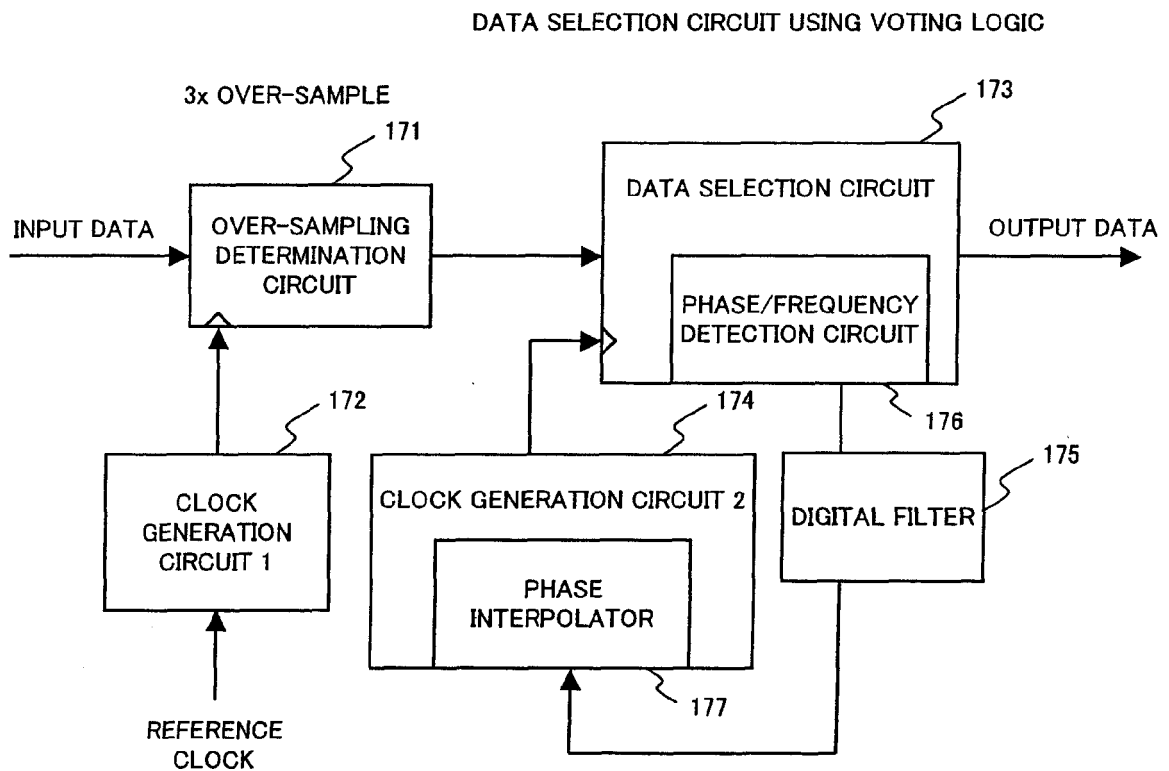 DATA SELECTION CIRCUIT USING VOTING LOGIC
3x OVER-SAMPLE
171
173
INPUT DATA
OVER-SAMPLING
DETERMINATION
CIRCUIT
DATA SELECTION CIRCUIT
OUTPUT DATA
PHASE/FREQUENCY
DETECTION CIRCUIT
172
174
176
175
CLOCK
GENERATION
CIRCUIT 1
CLOCK GENERATION CIRCUIT 2
DIGITAL FILTER
PHASE
INTERPOLATOR
177
REFERENCE
CLOCK